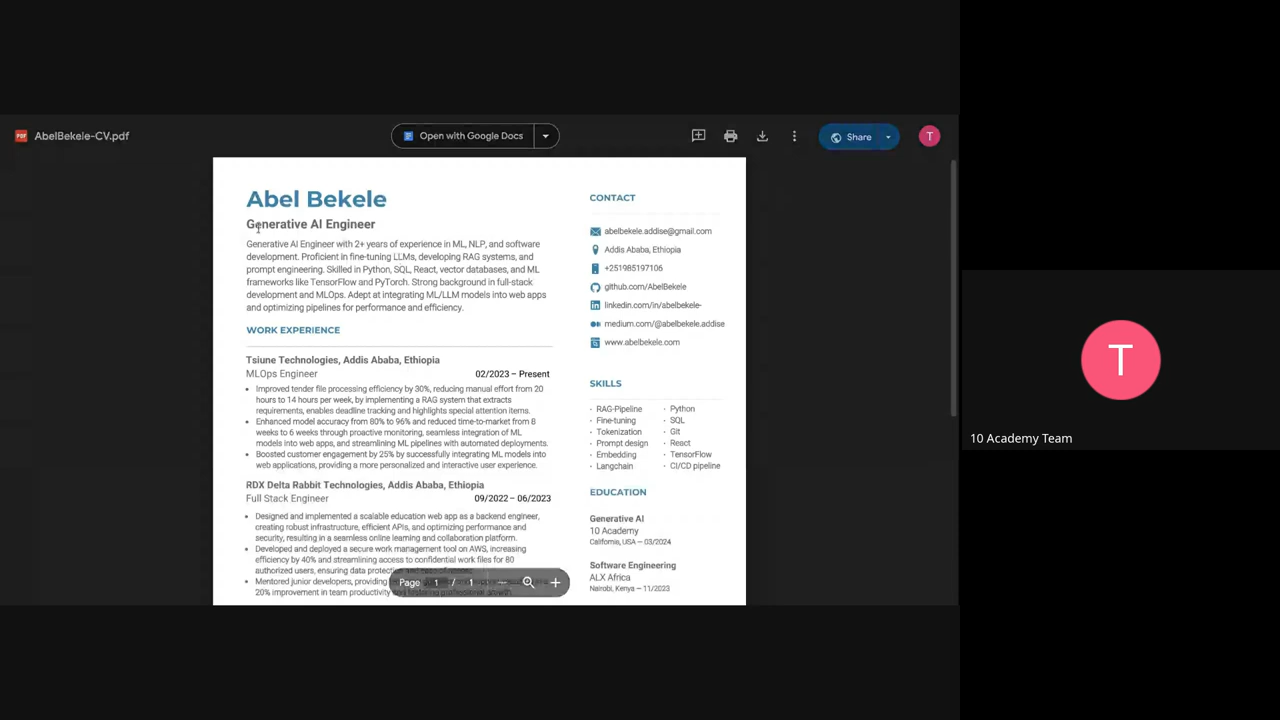 AbelBekele-CV.pdf
Open with Google Docs
Share
T
Abel Bekele
Generative AI Engineer
Generative AI Engineer with 2+ years of experience in ML, NLP, and software
development. Proficient in fine-tuning LLMs, developing RAG systems, and
prompt engineering. Skilled in Python, SQL, React, vector databases, and ML
frameworks like TensorFlow and PyTorch. Strong background in full-stack
development and MLOps. Adept at integrating ML/LLM models into web apps
and optimizing pipelines for performance and efficiency.
WORK EXPERIENCE
Tsiune Technologies, Addis Ababa, Ethiopia
MLOps Engineer 02/2023 – Present
• Improved tender file processing efficiency by 30%, reducing manual effort from 20
hours to 14 hours per week, by implementing a RAG system that extracts
requirements, enables deadline tracking and highlights special attention items.
• Enhanced model accuracy from 80% to 96% and reduced time-to-market from 8
weeks to 6 weeks through proactive monitoring, seamless integration of ML
models into web apps, and streamlining ML pipelines with automated deployments.
• Boosted customer engagement by 25% by successfully integrating ML models into
web applications, providing a more personalized and interactive user experience.
RDX Delta Rabbit Technologies, Addis Ababa, Ethiopia
Full Stack Engineer 09/2022 – 06/2023
• Designed and implemented a scalable education web app as a backend engineer,
creating robust infrastructure, efficient APIs, and optimizing performance and
security, resulting in a seamless online learning and collaboration platform.
• Developed and deployed a secure work management tool on AWS, increasing
efficiency by 40% and streamlining access to confidential work files for 80
authorized users, ensuring data
• Mentored junior developers, providing
20% improvement in team productivity
Page 1 / 1
CONTACT
abelbekele.addise@gmail.com
Addis Ababa, Ethiopia
+251985197106
github.com/AbelBekele
linkedin.com/in/abelbekele-
medium.com/@abelbekele.addise
www.abelbekele.com
SKILLS
• RAG-Pipeline • Python
• Fine-tuning • SQL
• Tokenization • Git
• Prompt design • React
• Embedding • TensorFlow
• Langchain • CI/CD pipeline
EDUCATION
Generative AI
10 Academy
California, USA — 03/2024
Software Engineering
ALX Africa
Nairobi, Kenya — 11/2023
T
10 Academy Team